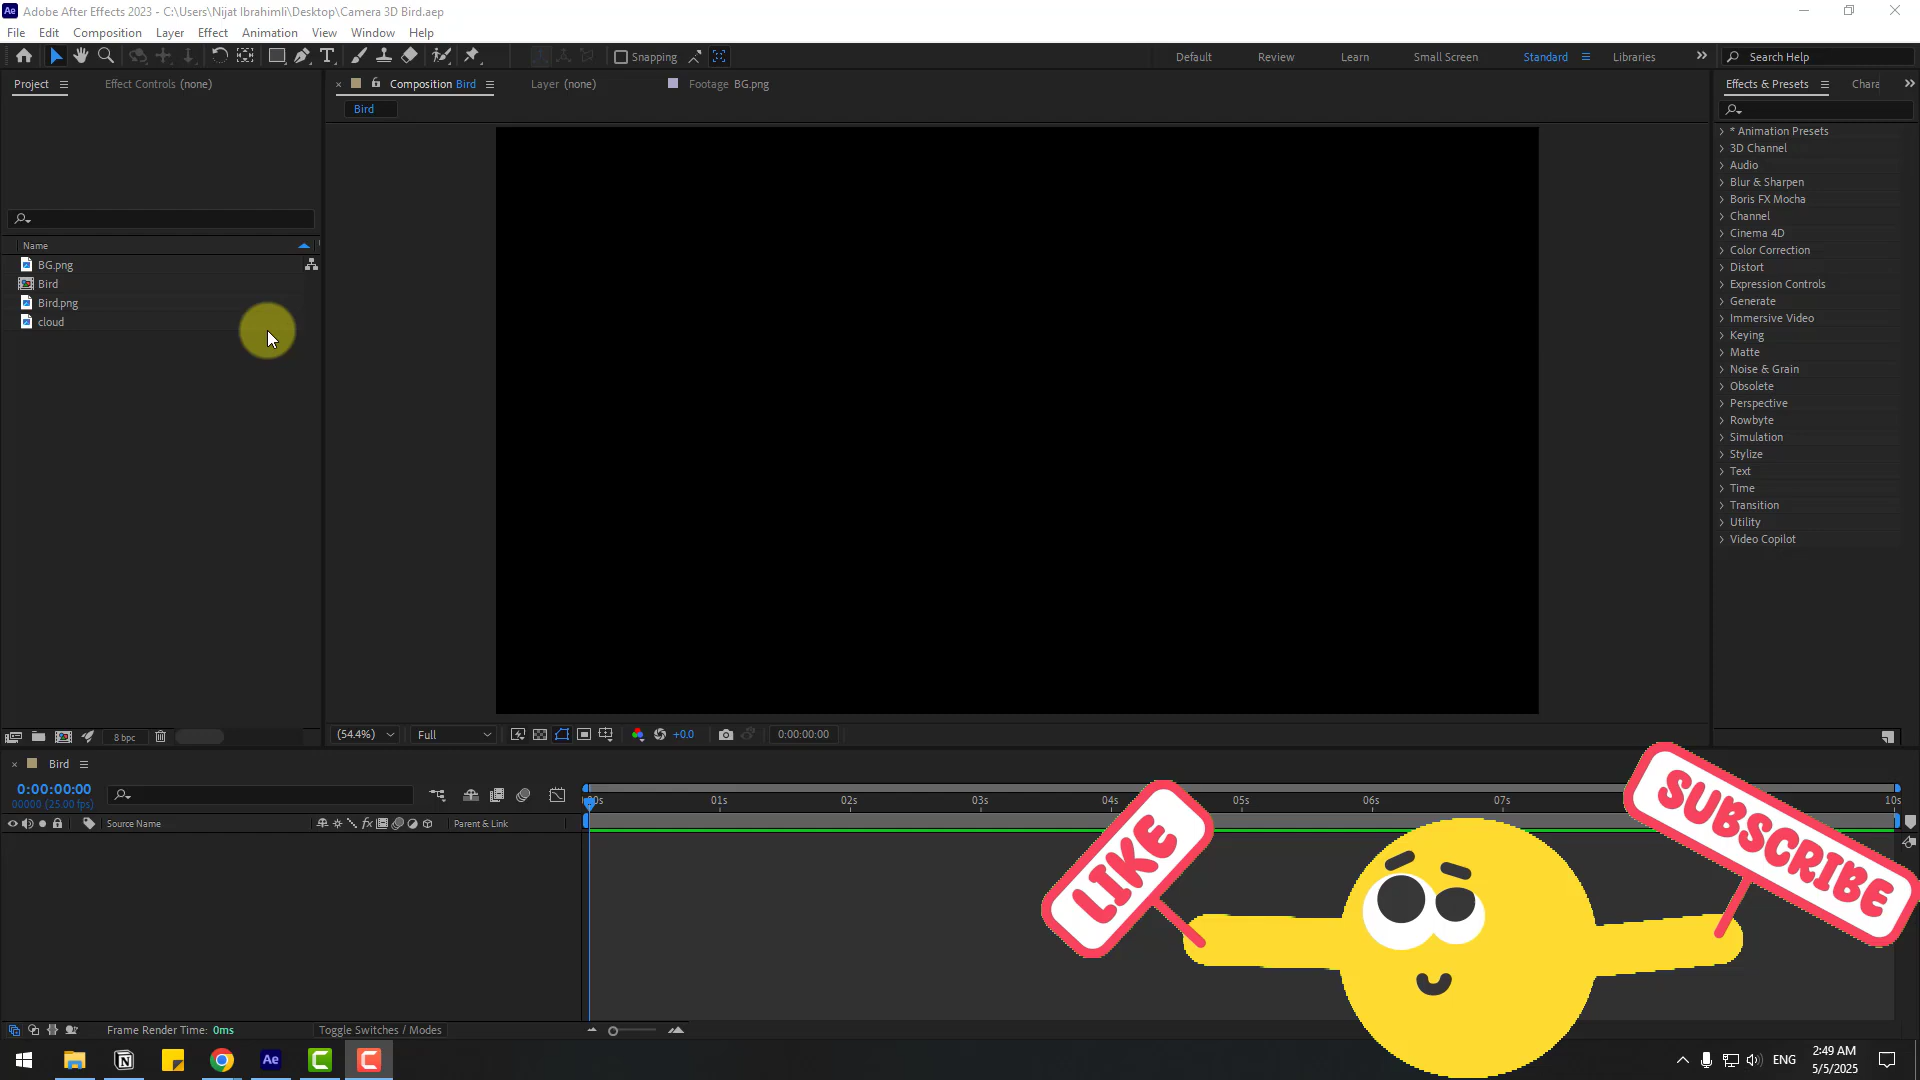 Adobe After Effects 2023 - C:\Users\Nijat Ibrahimli\Desktop\Camera 3D Bird.aep
File Edit Composition Layer Effect Animation View Window Help
Snapping Default Review Learn Small Screen Standard Libraries Search Help
Project Effect Controls (none) Composition Bird Layer (none) Footage BG.png Effects & Presets Chara
Bird
* Animation Presets
3D Channel
Audio
Blur & Sharpen
Boris FX Mocha
Channel
Cinema 4D
Color Correction
Distort
Expression Controls
Generate
Immersive Video
Keying
Matte
Noise & Grain
Obsolete
Perspective
Rowbyte
Simulation
Stylize
Text
Time
Transition
Utility
Video Copilot
Name
BG.png
Bird
Bird.png
cloud
8 bpc (54.4%) Full +0.0 0:00:00:00
Bird
0:00:00:00
00000 (25.00 fps)
00s 01s 02s 03s 04s 05s 06s 07s 10s
Source Name fx Parent & Link
LIKE
SUBSCRIBE
Frame Render Time: 0ms Toggle Switches / Modes
Ae ENG 2:49 AM
5/5/2025